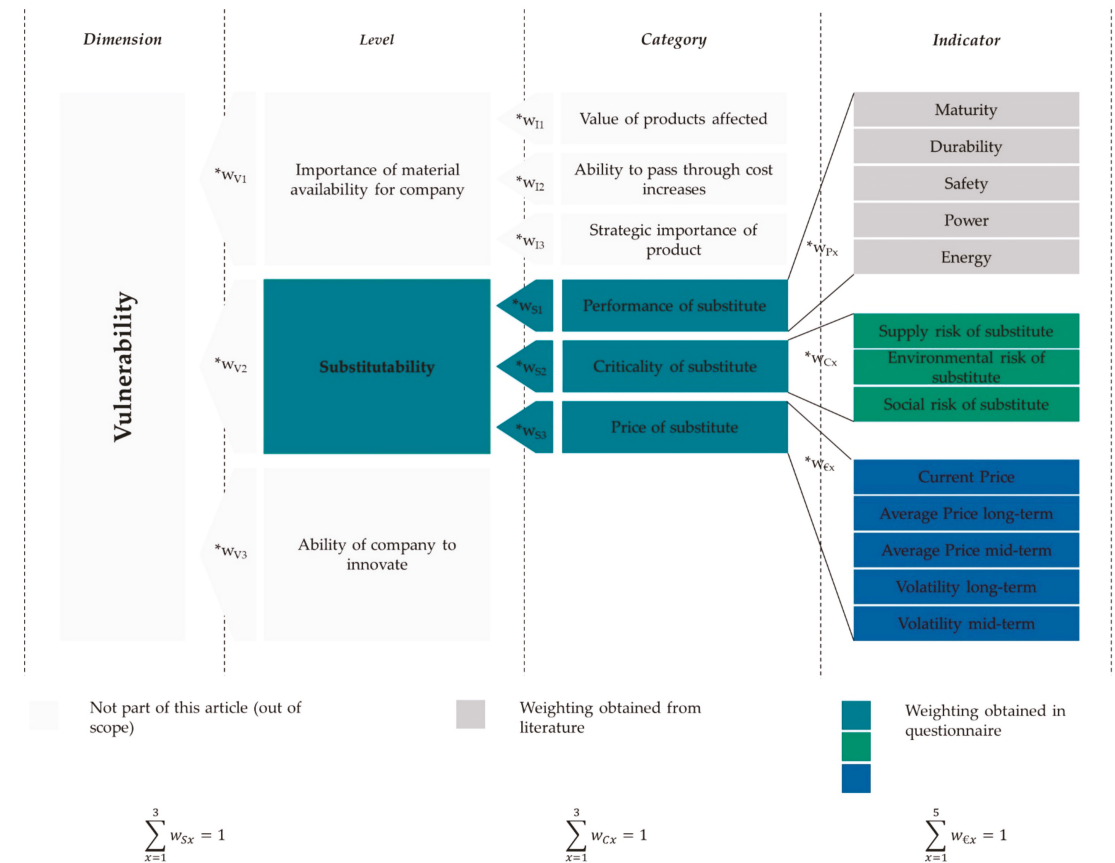 Dimension
Level
Category
Indicator
Vulnerability
*wV1
*wV2
*wV3
Importance of material
availability for company
Substitutability
Ability of company to
innovate
*wI1
*wI2
*wI3
*wS1
*wS2
*wS3
Value of products affected
Ability to pass through cost
increases
Strategic importance of
product
Performance of substitute
Criticality of substitute
Price of substitute
*wPx
*wCx
*w€x
Maturity
Durability
Safety
Power
Energy
Supply risk of substitute
Environmental risk of
substitute
Social risk of substitute
Current Price
Average Price long-term
Average Price mid-term
Volatility long-term
Volatility mid-term
Not part of this article (out of
scope)
Weighting obtained from
literature
Weighting obtained in
questionnaire
3
∑ wSx = 1
x=1
3
∑ wCx = 1
x=1
5
∑ w€x = 1
x=1